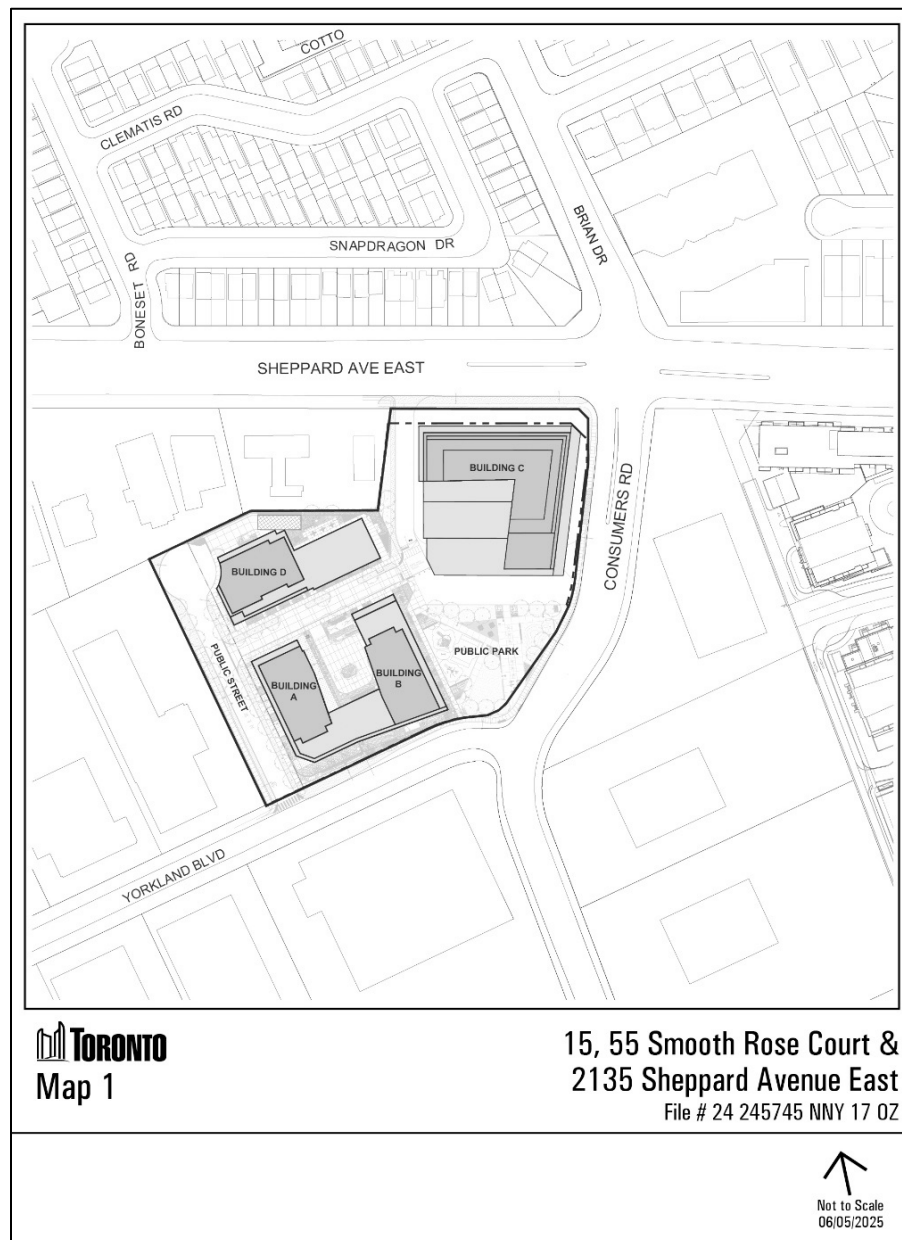 COTTO
CLEMATIS RD
SNAPDRAGON DR
BRIAN DR
BONESET RD
SHEPPARD AVE EAST
BUILDING C
CONSUMERS RD
BUILDING D
PUBLIC PARK
PUBLIC STREET
BUILDING
A
BUILDING
B
YORKLAND BLVD
TORONTO
Map 1
15, 55 Smooth Rose Court &
2135 Sheppard Avenue East
File # 24 245745 NNY 17 OZ
Not to Scale
06/05/2025